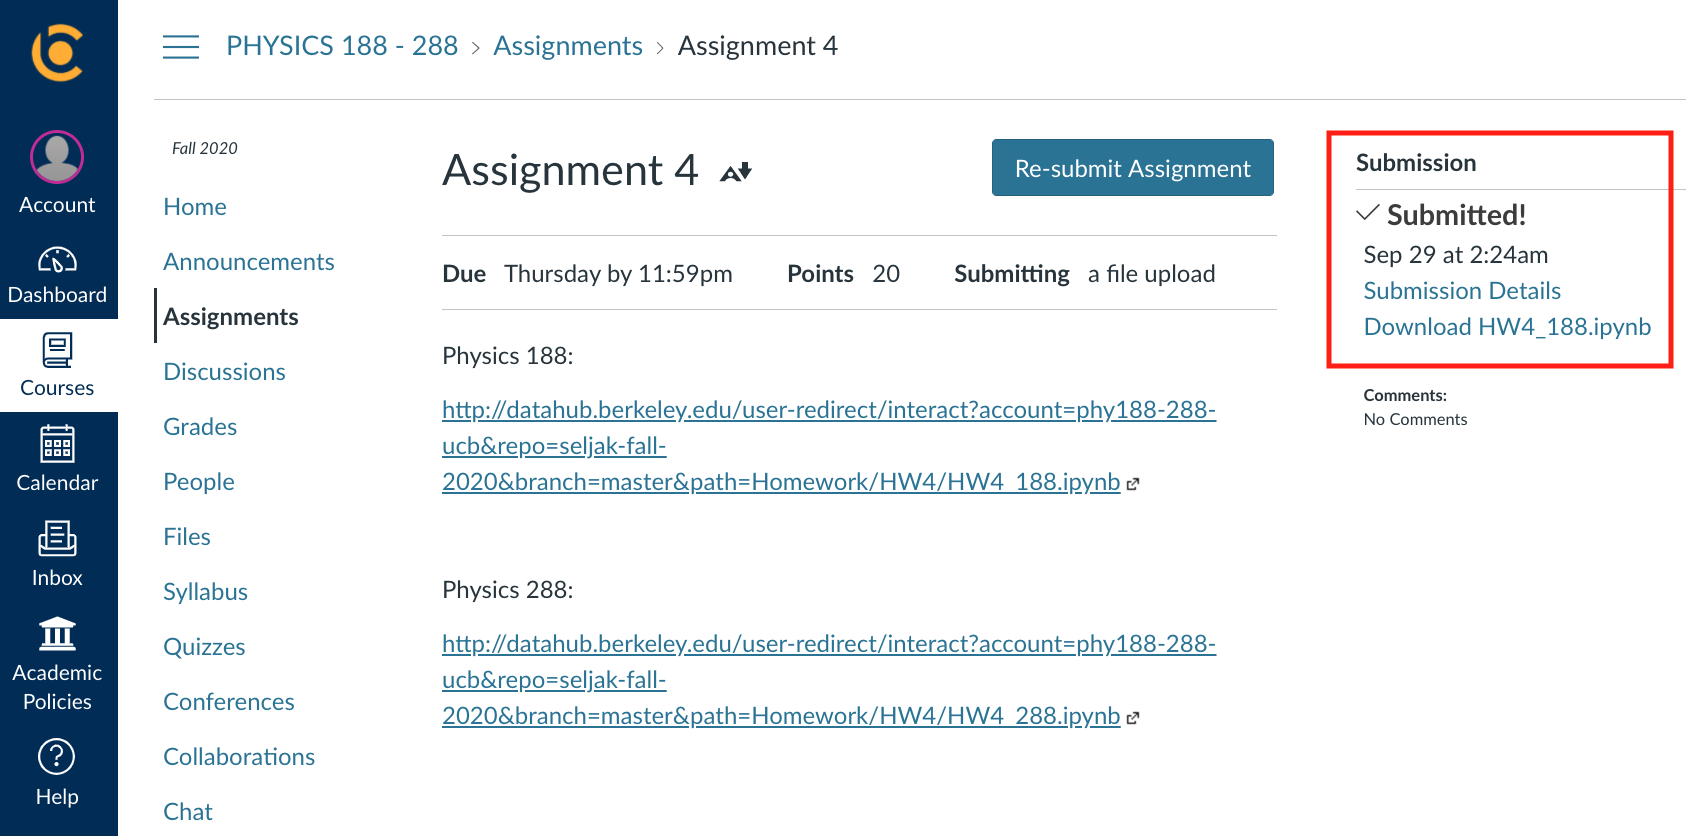 PHYSICS 188 - 288 > Assignments > Assignment 4
Account
Dashboard
Courses
Calendar
Inbox
Academic
Policies
Help
Fall 2020
Home
Announcements
Assignments
Discussions
Grades
People
Files
Syllabus
Quizzes
Conferences
Collaborations
Chat
Assignment 4
Re-submit Assignment
Due Thursday by 11:59pm Points 20 Submitting a file upload
Physics 188:
http://datahub.berkeley.edu/user-redirect/interact?account=phy188-288-
ucb&repo=seljak-fall-
2020&branch=master&path=Homework/HW4/HW4_188.ipynb
Physics 288:
http://datahub.berkeley.edu/user-redirect/interact?account=phy188-288-
ucb&repo=seljak-fall-
2020&branch=master&path=Homework/HW4/HW4_288.ipynb
Submission
Submitted!
Sep 29 at 2:24am
Submission Details
Download HW4_188.ipynb
Comments:
No Comments